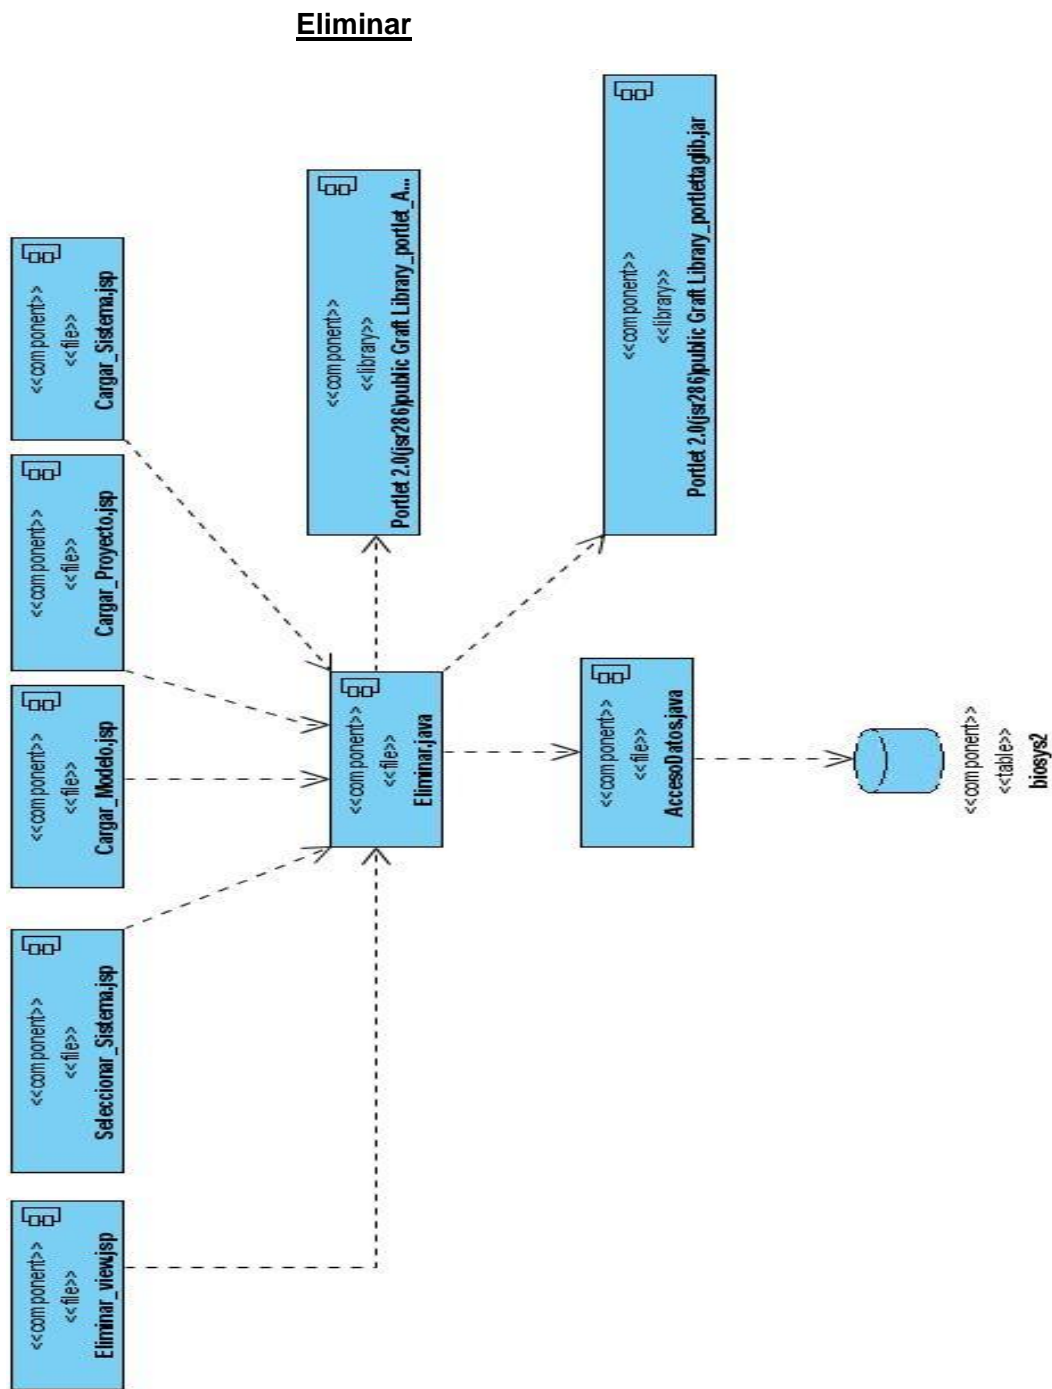 Eliminar
<<component>>
<<file>>
Eliminar_view.jsp
<<component>>
<<file>>
Seleccionar_Sistema.jsp
<<component>>
<<file>>
Cargar_Modelo.jsp
<<component>>
<<file>>
Cargar_Proyecto.jsp
<<component>>
<<file>>
Cargar_Sistema.jsp
<<component>>
<<file>>
Eliminar.java
<<component>>
<<library>>
Portlet 2.0(jsr286)public Graft Library_portlet_A...
<<component>>
<<file>>
AccesoDatos.java
<<component>>
<<library>>
Portlet 2.0(jsr286)public Graft Library_portlettaglib.jar
<<component>>
<<table>>
biosys2